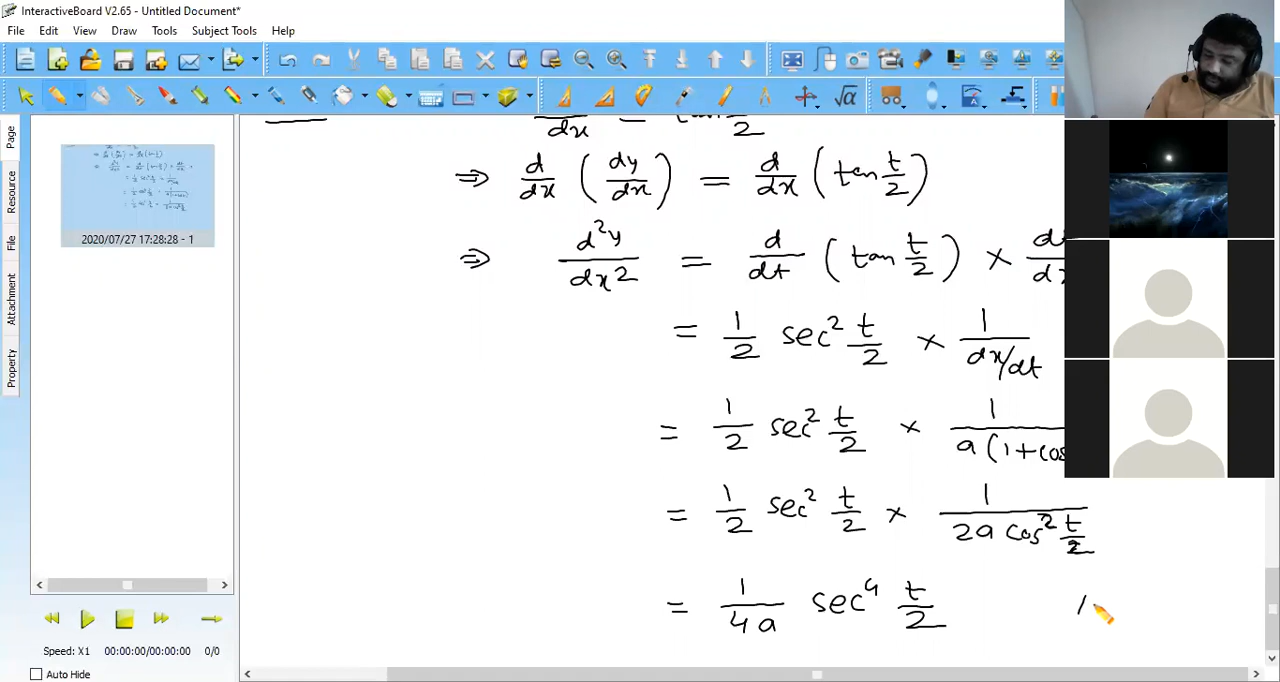 InteractiveBoard V2.65 - Untitled Document*
File Edit View Draw Tools Subject Tools Help
Page
Resource
File
Attachment
Property
2020/07/27 17:28:28 - 1
Speed: X1 00:00:00/00:00:00 0/0
Auto Hide
⇒ d/dx (dy/dx) = d/dx (tan t/2)
⇒ d²y/dx2 = d/dt (tan t/2) ×
= 1/2 sec² t/2 × 1/dx/dt
= 1/2 sec² t/2 × 1/a(1+cos
= 1/2 sec² t/2 × 1/2a cos² t/2
= 1/4a sec⁴ t/2